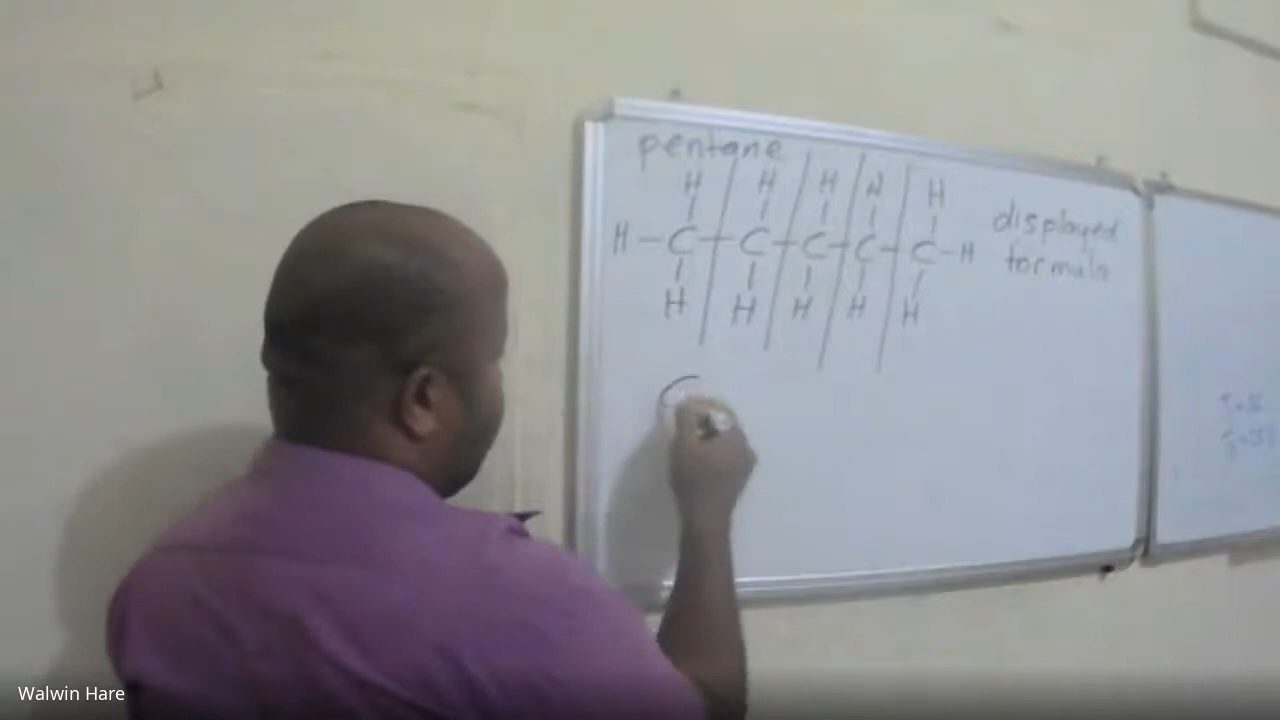 pentane
H H H H H
H-C-C-C-C-C-H
H H H H H
displayed
formula
C
Walwin Hare